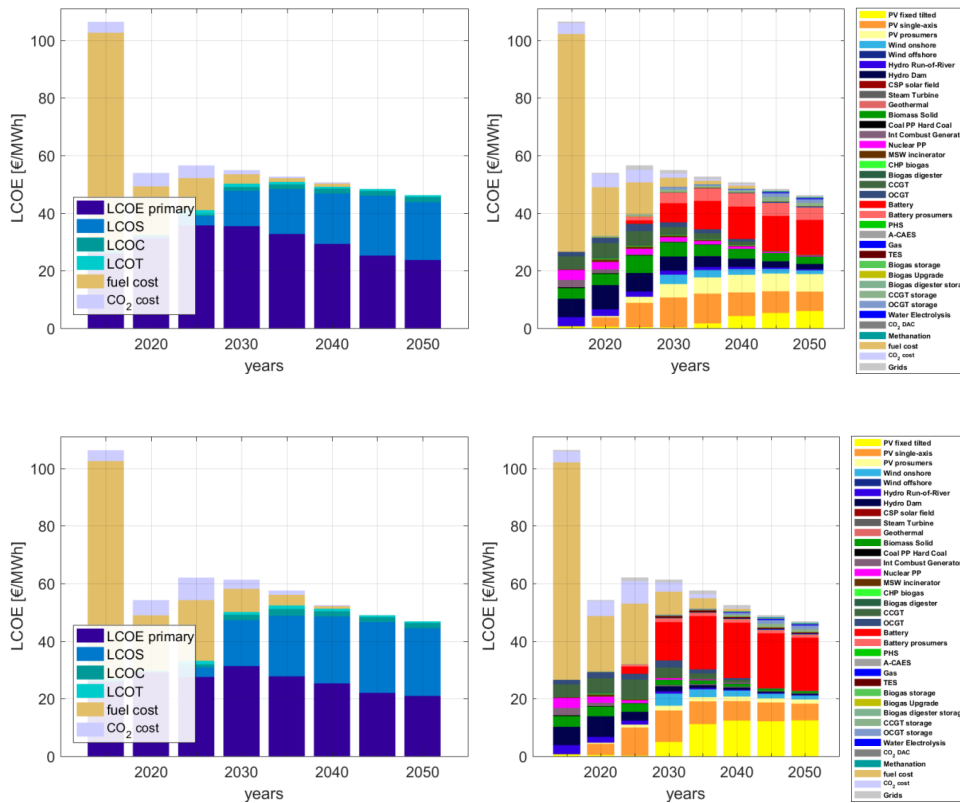 LCOE [€/MWh]
100
80
60
40
20
0
LCOE primary
LCOS
LCOC
LCOT
fuel cost
CO2 cost
2020
2030
2040
2050
years
LCOE [€/MWh]
100
80
60
40
20
0
2020
2030
2040
2050
years
PV fixed tilted
PV single-axis
PV prosumers
Wind onshore
Wind offshore
Hydro Run-of-River
Hydro Dam
CSP solar field
Steam Turbine
Geothermal
Biomass Solid
Coal PP Hard Coal
Int Combust Generat
Nuclear PP
MSW incinerator
CHP biogas
Biogas digester
CCGT
OCGT
Battery
Battery prosumers
PHS
A-CAES
Gas
TES
Biogas storage
Biogas Upgrade
Biogas digester stora
CCGT storage
OCGT storage
Water Electrolysis
CO2 DAC
Methanation
fuel cost
CO2 cost
Grids
LCOE [€/MWh]
100
80
60
40
20
0
LCOE primary
LCOS
LCOC
LCOT
fuel cost
CO2 cost
2020
2030
2040
2050
years
LCOE [€/MWh]
100
80
60
40
20
0
2020
2030
2040
2050
years
PV fixed tilted
PV single-axis
PV prosumers
Wind onshore
Wind offshore
Hydro Run-of-River
Hydro Dam
CSP solar field
Steam Turbine
Geothermal
Biomass Solid
Coal PP Hard Coal
Int Combust Generator
Nuclear PP
MSW incinerator
CHP biogas
Biogas digester
CCGT
OCGT
Battery
Battery prosumers
PHS
A-CAES
Gas
TES
Biogas storage
Biogas Upgrade
Biogas digester storage
CCGT storage
OCGT storage
Water Electrolysis
CO2 DAC
Methanation
fuel cost
CO2 cost
Grids